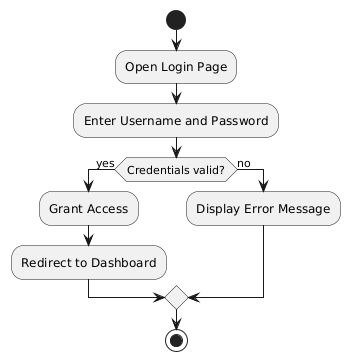 Open Login Page
Enter Username and Password
yes
Credentials valid?
no
Grant Access
Display Error Message
Redirect to Dashboard